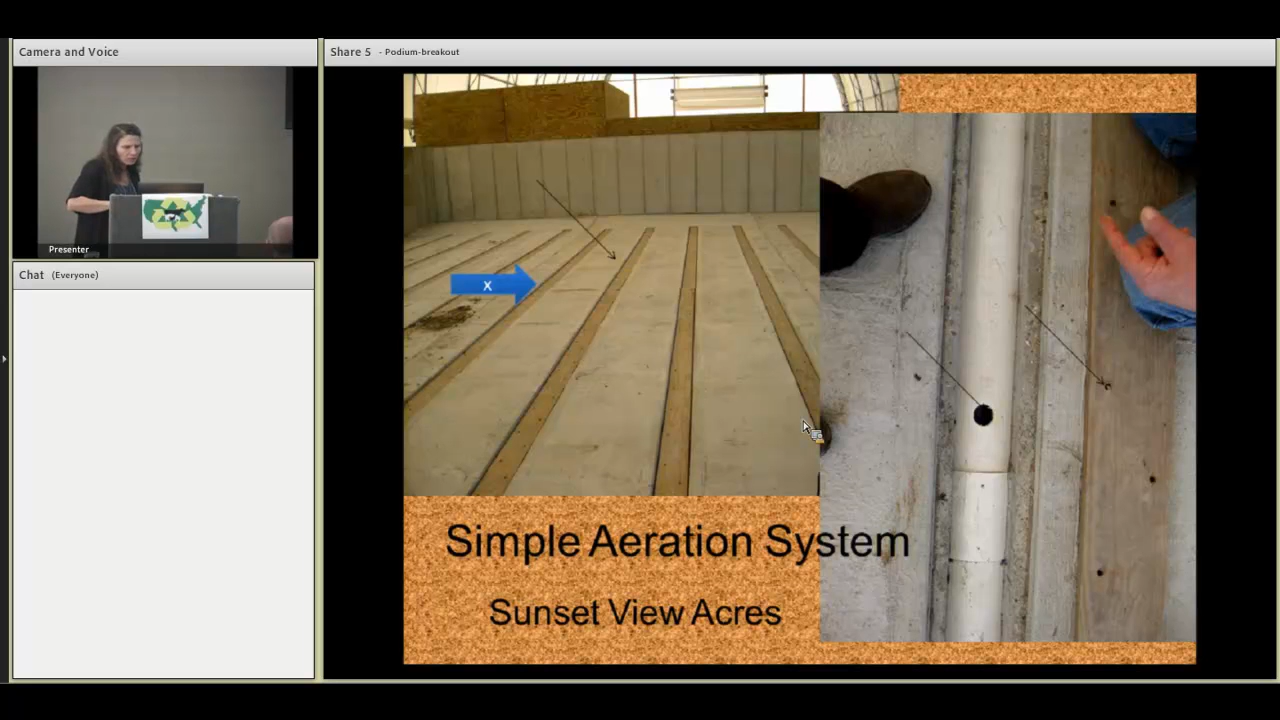 Camera and Voice
Share 5 - Podium-breakout
Presenter
Chat (Everyone)
X
Simple Aeration System
Sunset View Acres